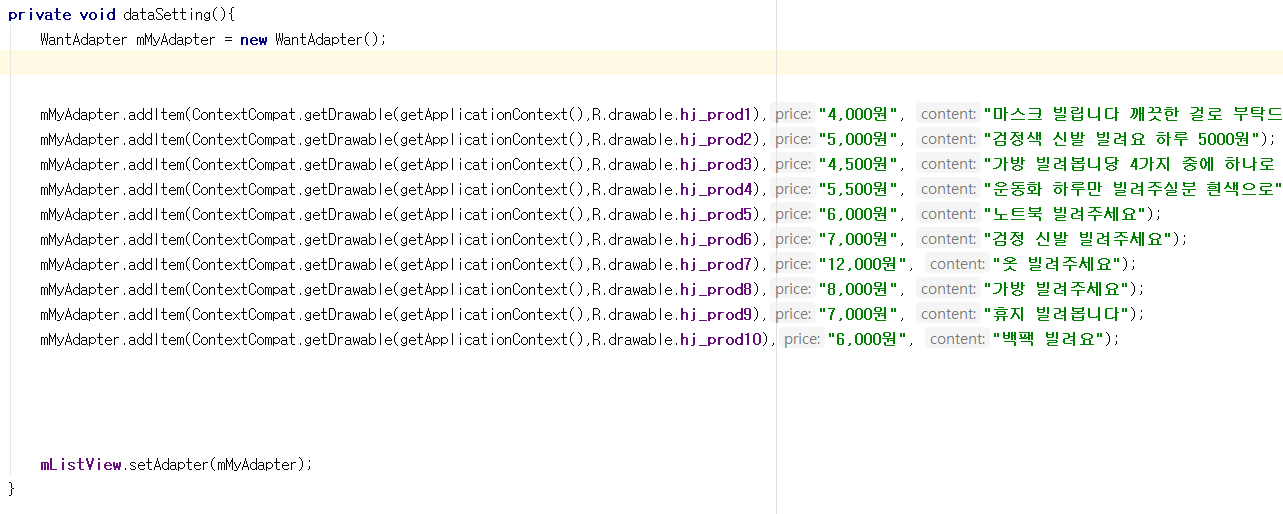 private void dataSetting(){
WantAdapter mMyAdapter = new WantAdapter();
mMyAdapter.addItem(ContextCompat.getDrawable(getApplicationContext(),R.drawable.hj_prod1), price: "4,000원", content: "마스크 빌립니다 깨끗한 걸로 부탁드
mMyAdapter.addItem(ContextCompat.getDrawable(getApplicationContext(),R.drawable.hj_prod2), price: "5,000원", content: "검정색 신발 빌려요 하루 5000원");
mMyAdapter.addItem(ContextCompat.getDrawable(getApplicationContext(),R.drawable.hj_prod3), price: "4,500원", content: "가방 빌려봅니당 4가지 중에 하나로
mMyAdapter.addItem(ContextCompat.getDrawable(getApplicationContext(),R.drawable.hj_prod4), price: "5,500원", content: "운동화 하루만 빌려주실분 흰색으로"
mMyAdapter.addItem(ContextCompat.getDrawable(getApplicationContext(),R.drawable.hj_prod5), price: "6,000원", content: "노트북 빌려주세요");
mMyAdapter.addItem(ContextCompat.getDrawable(getApplicationContext(),R.drawable.hj_prod6), price: "7,000원", content: "검정 신발 빌려주세요");
mMyAdapter.addItem(ContextCompat.getDrawable(getApplicationContext(),R.drawable.hj_prod7), price: "12,000원", content: "옷 빌려주세요");
mMyAdapter.addItem(ContextCompat.getDrawable(getApplicationContext(),R.drawable.hj_prod8), price: "8,000원", content: "가방 빌려주세요");
mMyAdapter.addItem(ContextCompat.getDrawable(getApplicationContext(),R.drawable.hj_prod9), price: "7,000원", content: "휴지 빌려봅니다");
mMyAdapter.addItem(ContextCompat.getDrawable(getApplicationContext(),R.drawable.hj_prod10), price: "6,000원", content: "백팩 빌려요");
mListView.setAdapter(mMyAdapter);
}